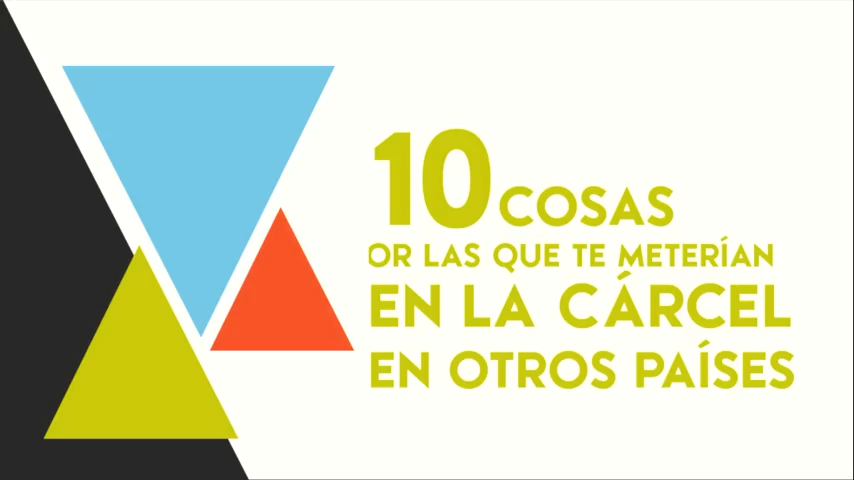 10 COSAS
OR LAS QUE TE METERÍAN
EN LA CÁRCEL
EN OTROS PAÍSES